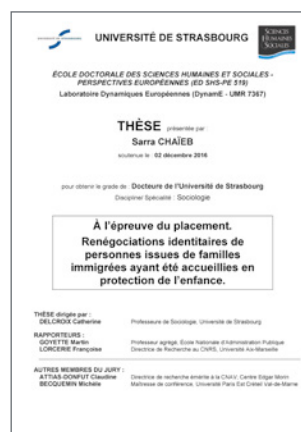 UNIVERSITÉ DE STRASBOURG
SCIENCES
HUMAINES
SOCIALES
ÉCOLE DOCTORALE DES SCIENCES HUMAINES ET SOCIALES -
PERSPECTIVES EUROPÉENNES (ED SHS-PE 519)
Laboratoire Dynamiques Européennes (DynamE - UMR 7367)
THÈSE présentée par :
Sarra CHAÏEB
soutenue le : 02 décembre 2016
pour obtenir le grade de : Docteure de l'Université de Strasbourg
Discipline/ Spécialité : Sociologie
À l'épreuve du placement.
Renégociations identitaires de
personnes issues de familles
immigrées ayant été accueillies en
protection de l'enfance.
THÈSE dirigée par :
DELCROIX Catherine Professeure de Sociologie, Université de Strasbourg
RAPPORTEURS :
GOYETTE Martin Professeur agrégé, École Nationale d'Administration Publique
LORCERIE Françoise Directrice de Recherche au CNRS, Université Aix-Marseille
AUTRES MEMBRES DU JURY :
ATTIAS-DONFUT Claudine Directrice de recherche émérite à la CNAV, Centre Edgar Morin
BECQUEMIN Michèle Maîtresse de conférence, Université Paris Est Créteil Val-de-Marne